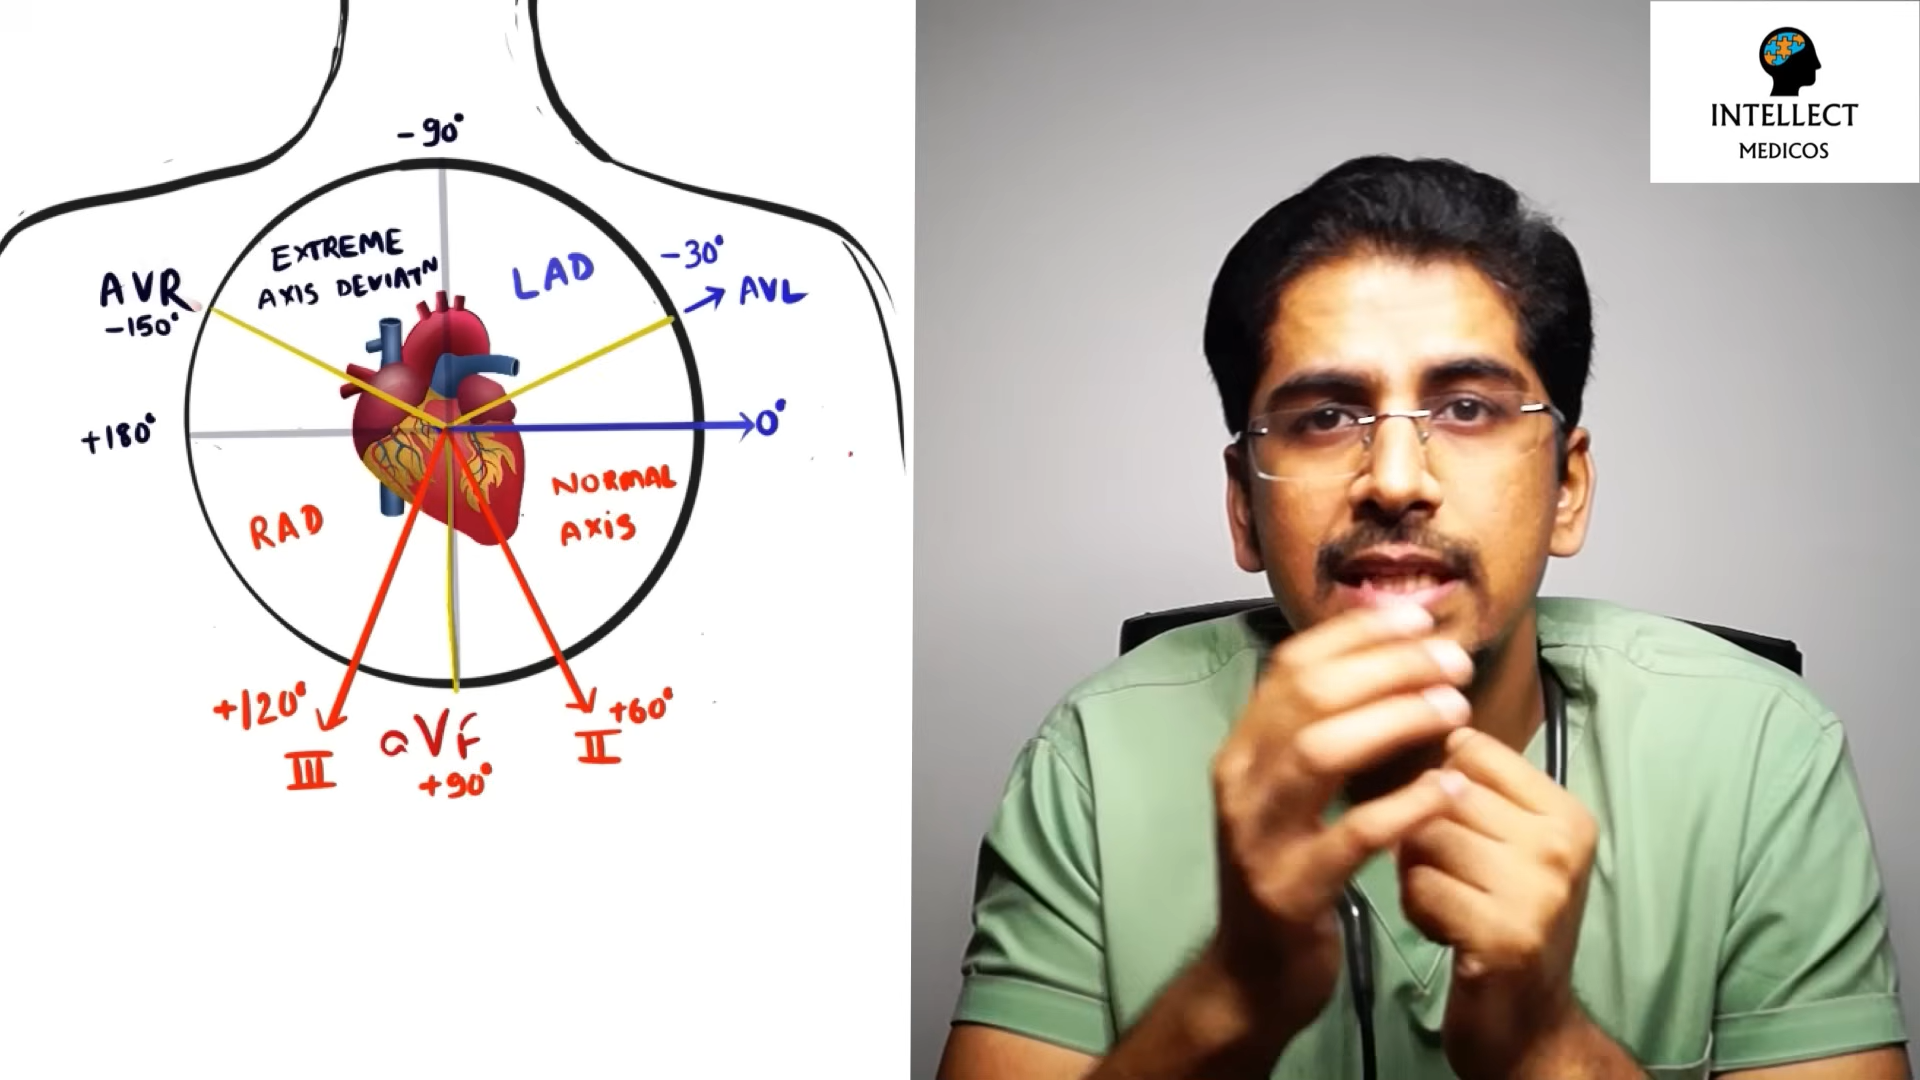 -90°
EXTREME
AXIS DEVIATN
LAD
-30°
AVL
AVR
-150°
+180°
0°
NORMAL
AXIS
RAD
+120°
III
aVF
+90°
+60°
II
INTELLECT
MEDICOS